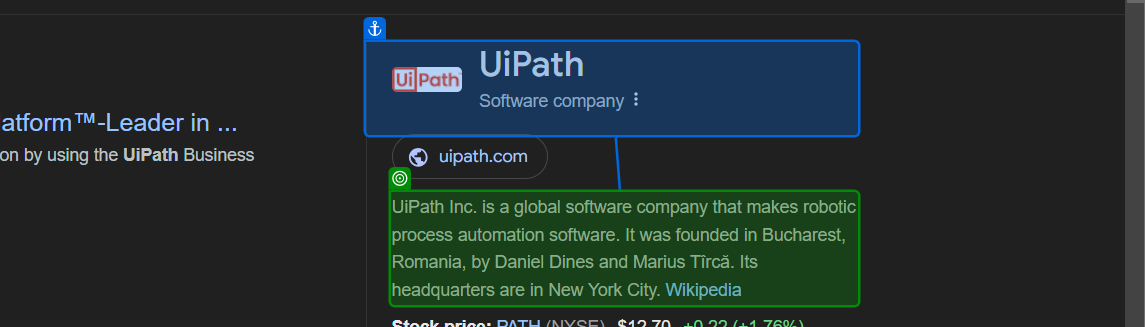 UiPath
UiPath
Software company
atform™-Leader in ...
on by using the UiPath Business
uipath.com
UiPath Inc. is a global software company that makes robotic
process automation software. It was founded in Bucharest,
Romania, by Daniel Dines and Marius Tîrcă. Its
headquarters are in New York City. Wikipedia
Stock price: PATH (NYSE) $12.70 +0.22 (+1.76%)